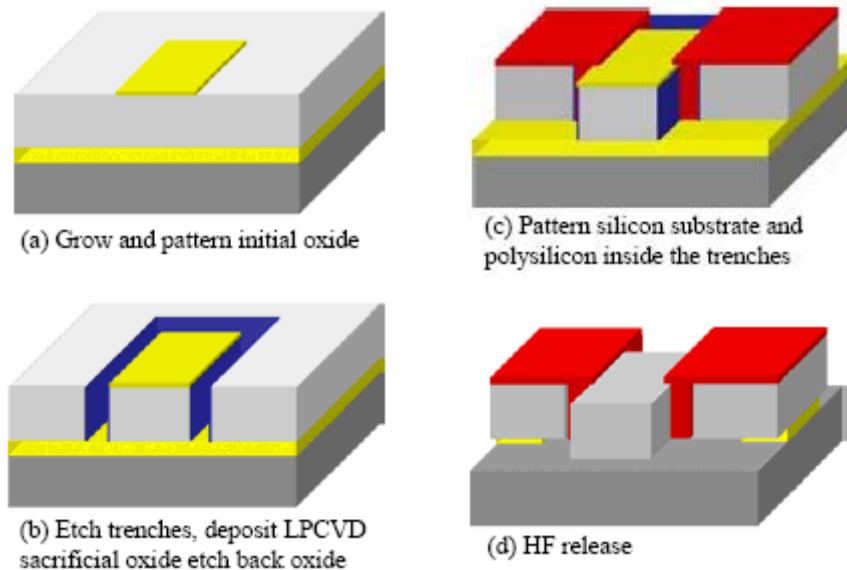 (a) Grow and pattern initial oxide
(c) Pattern silicon substrate and
polysilicon inside the trenches
(b) Etch trenches, deposit LPCVD
sacrificial oxide etch back oxide
(d) HF release